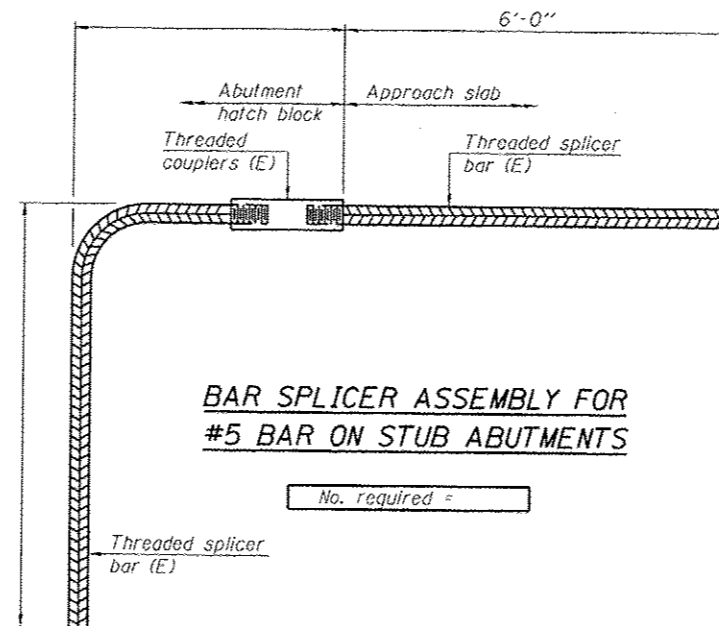 6'-0"
Abutment
hatch block
Approach slab
Threaded
couplers (E)
Threaded splicer
bar (E)
BAR SPLICER ASSEMBLY FOR
#5 BAR ON STUB ABUTMENTS
No. required =
Threaded splicer
bar (E)